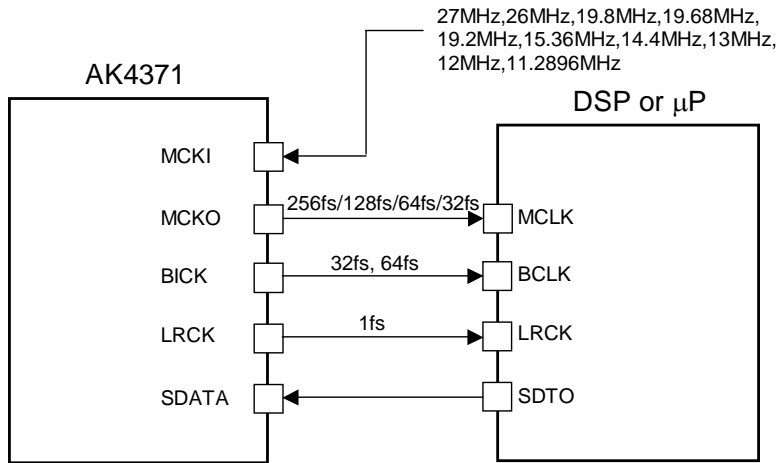 27MHz,26MHz,19.8MHz,19.68MHz,
19.2MHz,15.36MHz,14.4MHz,13MHz,
12MHz,11.2896MHz
AK4371
DSP or μP
MCKI
MCKO
256fs/128fs/64fs/32fs
MCLK
BICK
32fs, 64fs
BCLK
LRCK
1fs
LRCK
SDATA
SDTO